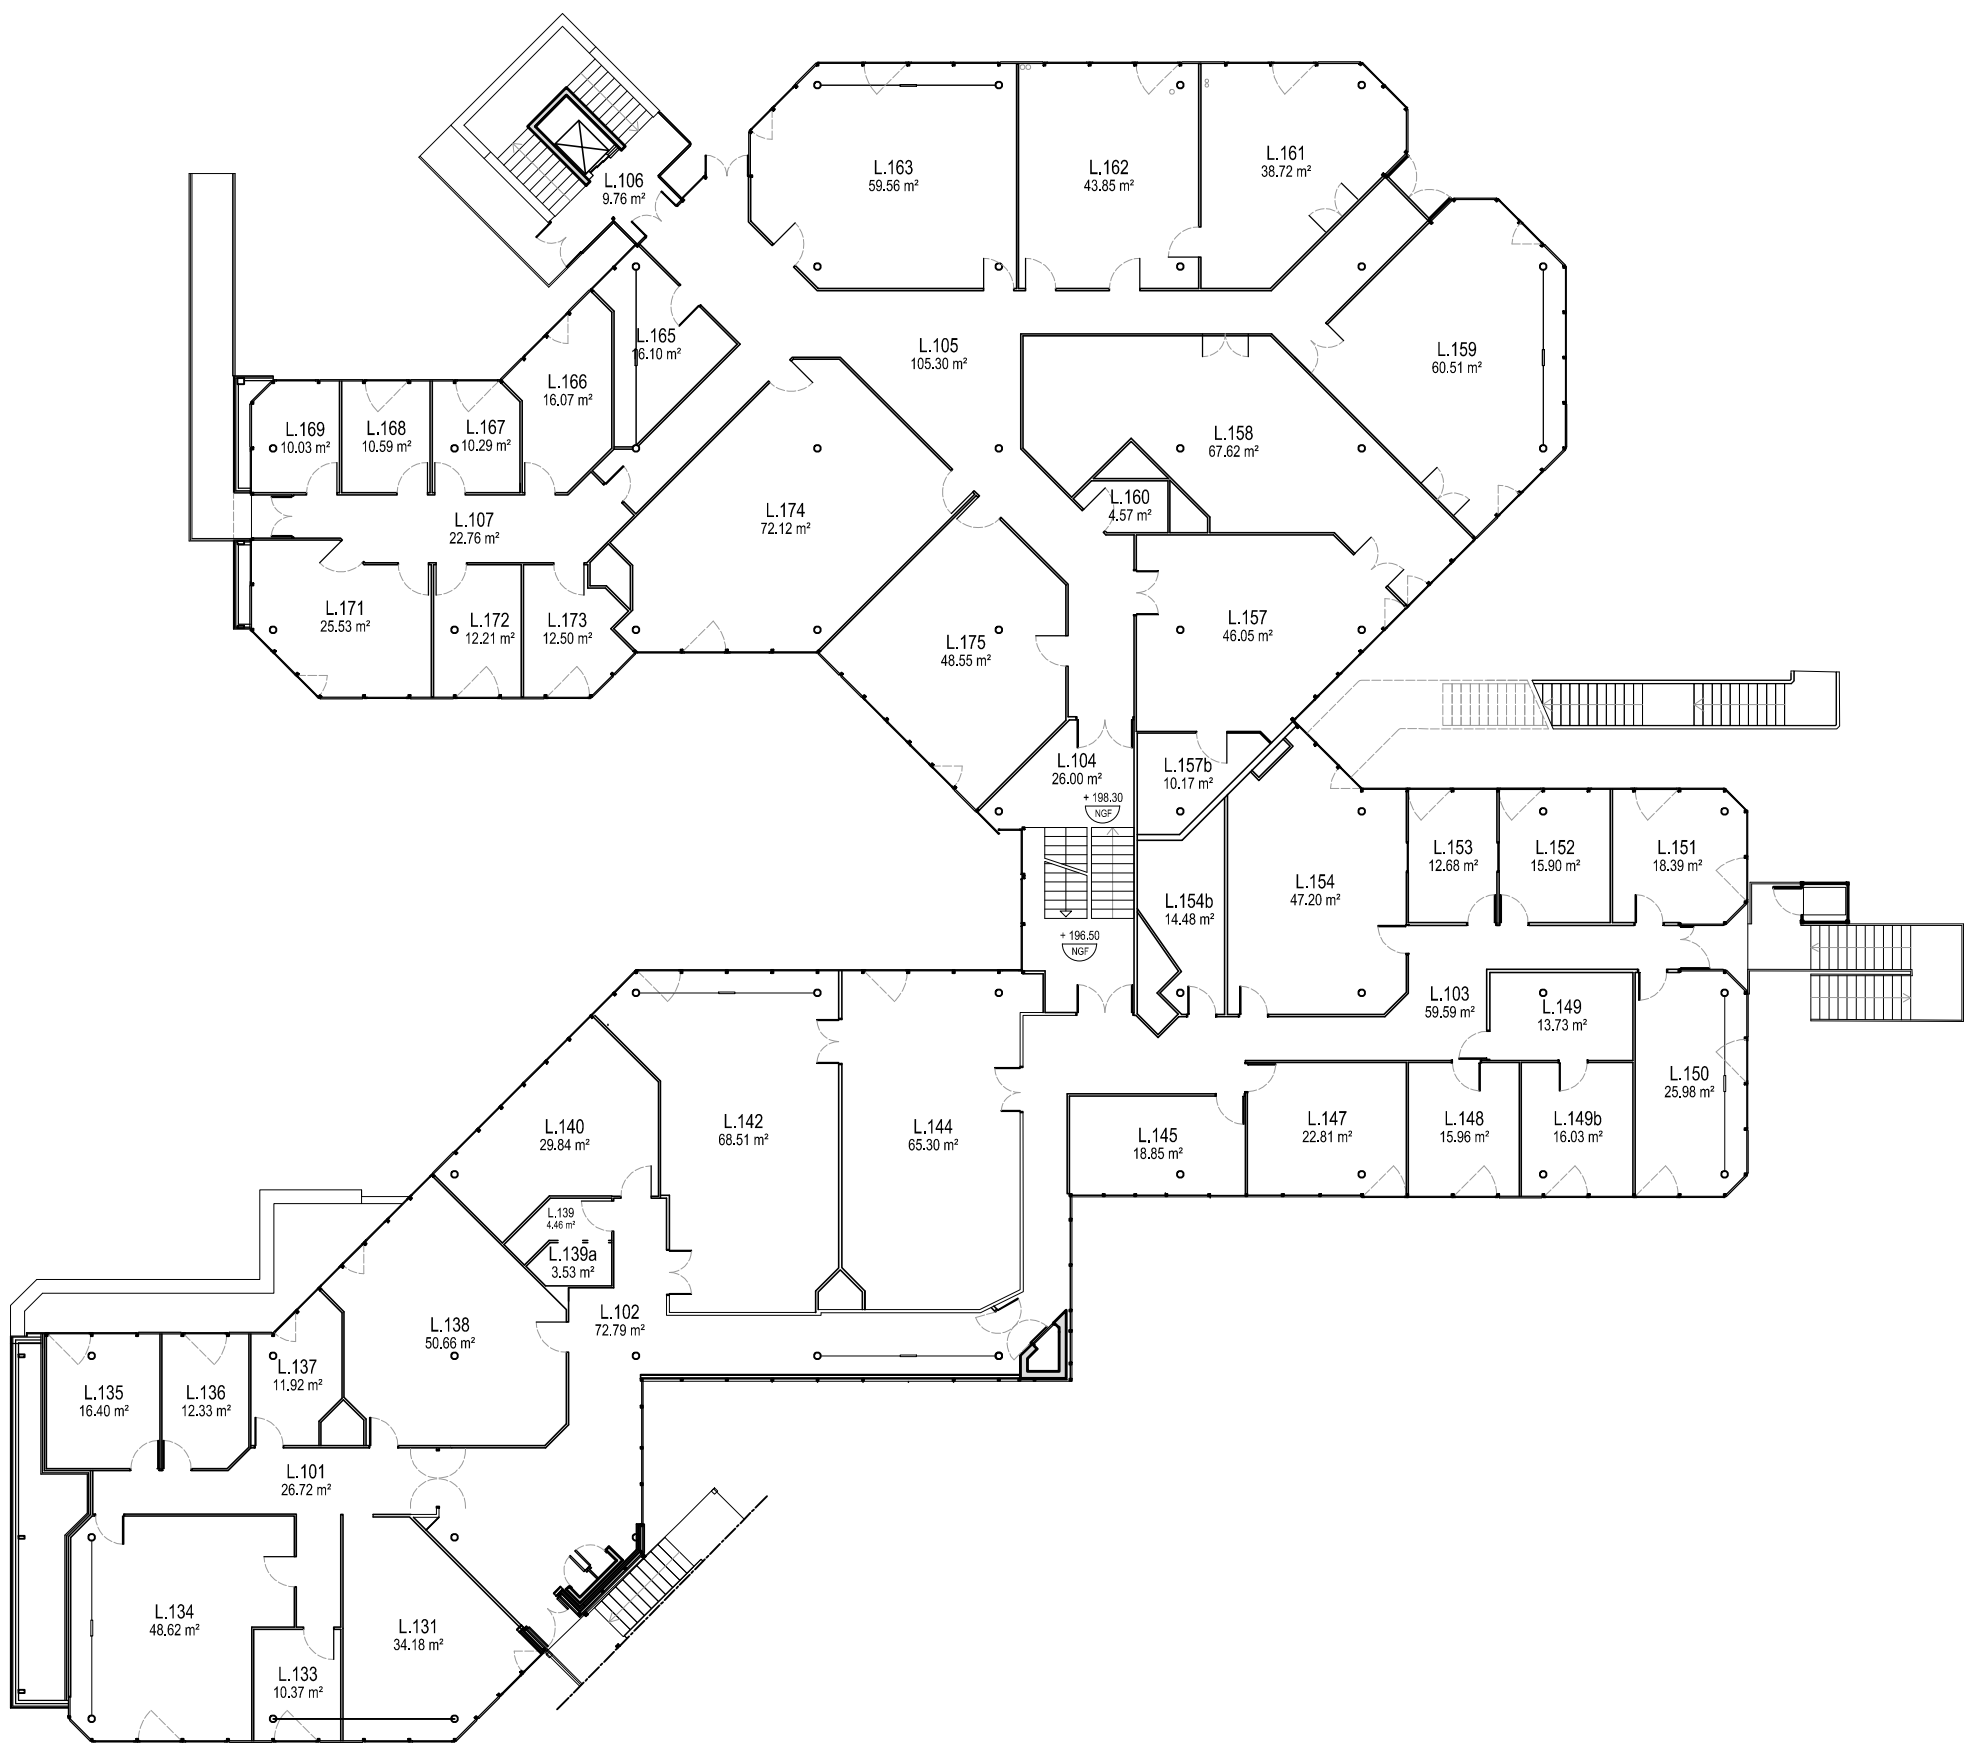 L.106
9.76 m²
L.163
59.56 m²
L.162
43.85 m²
L.161
38.72 m²
L.165
16.10 m²
L.105
105.30 m²
L.159
60.51 m²
L.166
16.07 m²
L.169
10.03 m²
L.168
10.59 m²
L.167
10.29 m²
L.158
67.62 m²
L.160
4.57 m²
L.107
22.76 m²
L.174
72.12 m²
L.171
25.53 m²
L.172
12.21 m²
L.173
12.50 m²
L.175
48.55 m²
L.157
46.05 m²
L.104
26.00 m²
+ 198.30
NGF
L.157b
10.17 m²
L.153
12.68 m²
L.152
15.90 m²
L.151
18.39 m²
L.154
47.20 m²
L.154b
14.48 m²
+ 196.50
NGF
L.103
59.59 m²
L.149
13.73 m²
L.150
25.98 m²
L.140
29.84 m²
L.142
68.51 m²
L.144
65.30 m²
L.145
18.85 m²
L.147
22.81 m²
L.148
15.96 m²
L.149b
16.03 m²
L.139
4.46 m²
L.139a
3.53 m²
L.102
72.79 m²
L.138
50.66 m²
L.137
11.92 m²
L.135
16.40 m²
L.136
12.33 m²
L.101
26.72 m²
L.134
48.62 m²
L.131
34.18 m²
L.133
10.37 m²